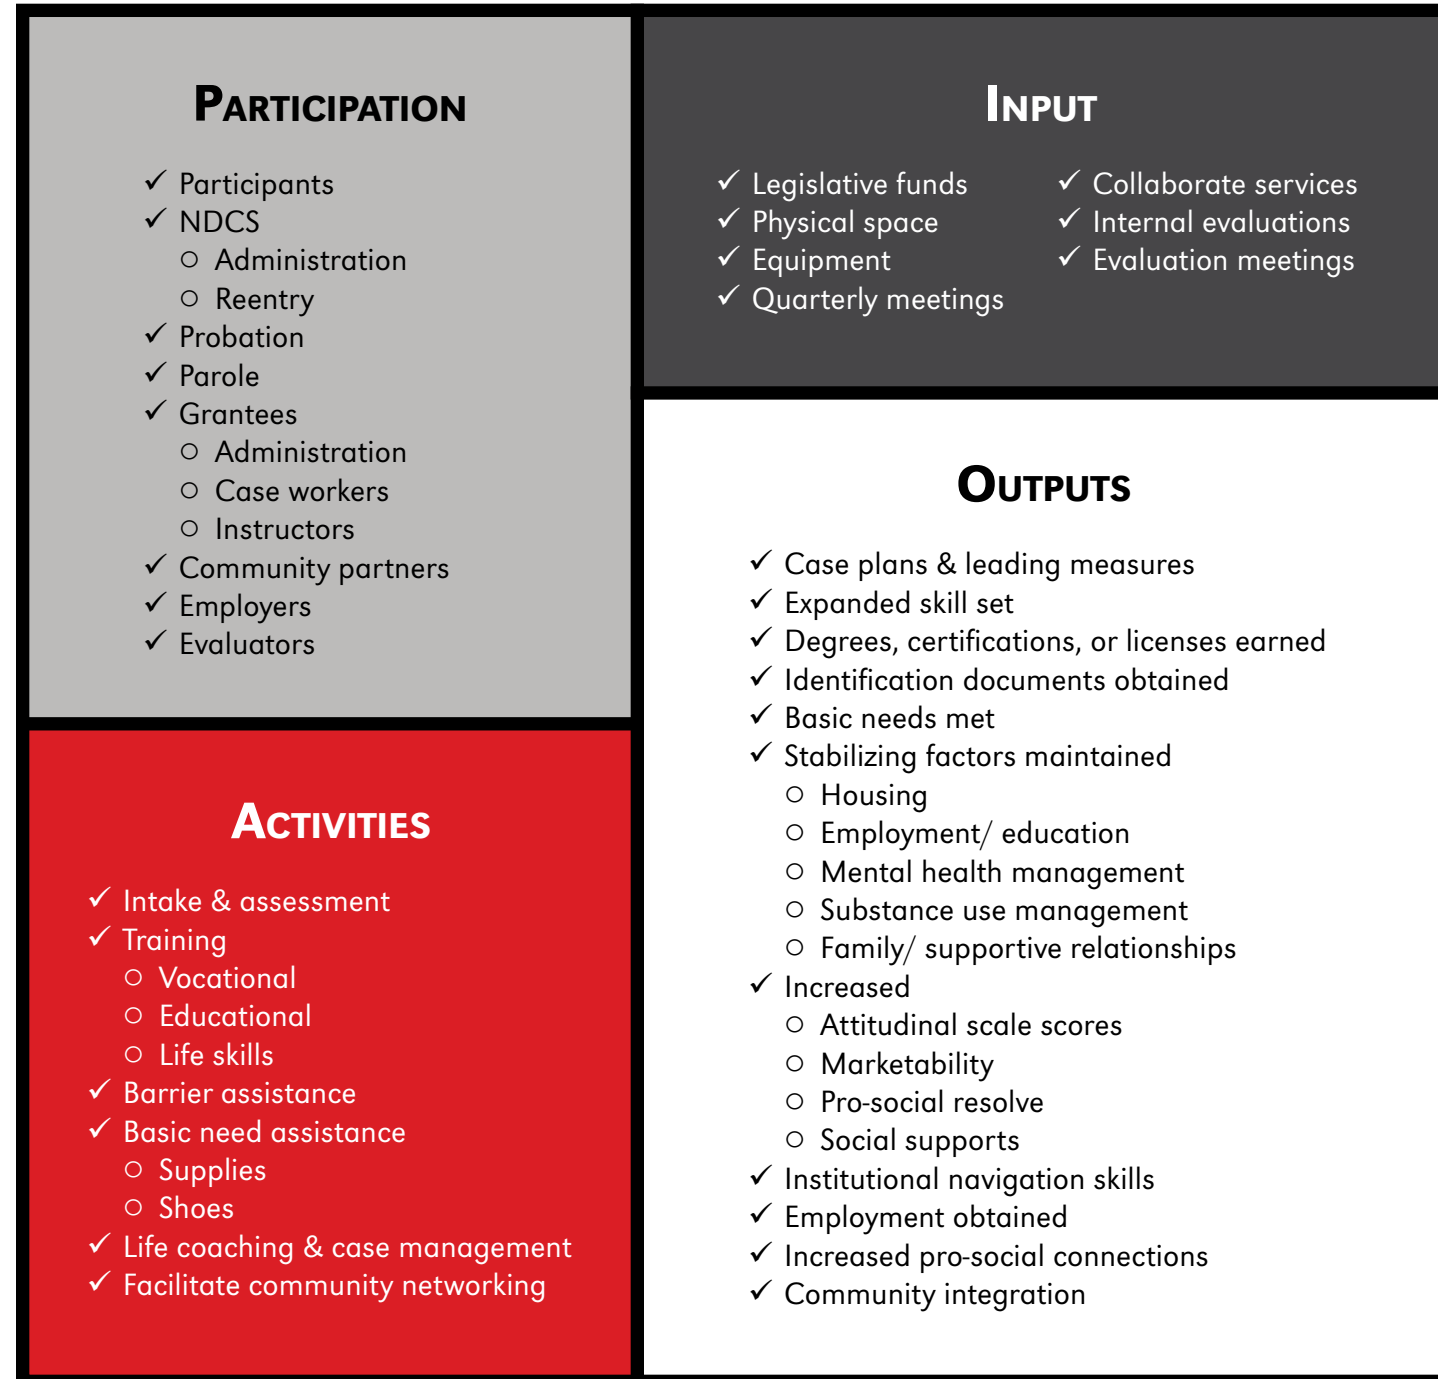 PARTICIPATION
✓ Participants
✓ NDCS
○ Administration
○ Reentry
✓ Probation
✓ Parole
✓ Grantees
○ Administration
○ Case workers
○ Instructors
✓ Community partners
✓ Employers
✓ Evaluators
INPUT
✓ Legislative funds
✓ Physical space
✓ Equipment
✓ Quarterly meetings
✓ Collaborate services
✓ Internal evaluations
✓ Evaluation meetings
ACTIVITIES
✓ Intake & assessment
✓ Training
○ Vocational
○ Educational
○ Life skills
✓ Barrier assistance
✓ Basic need assistance
○ Supplies
○ Shoes
✓ Life coaching & case management
✓ Facilitate community networking
OUTPUTS
✓ Case plans & leading measures
✓ Expanded skill set
✓ Degrees, certifications, or licenses earned
✓ Identification documents obtained
✓ Basic needs met
✓ Stabilizing factors maintained
○ Housing
○ Employment/ education
○ Mental health management
○ Substance use management
○ Family/ supportive relationships
✓ Increased
○ Attitudinal scale scores
○ Marketability
○ Pro-social resolve
○ Social supports
✓ Institutional navigation skills
✓ Employment obtained
✓ Increased pro-social connections
✓ Community integration